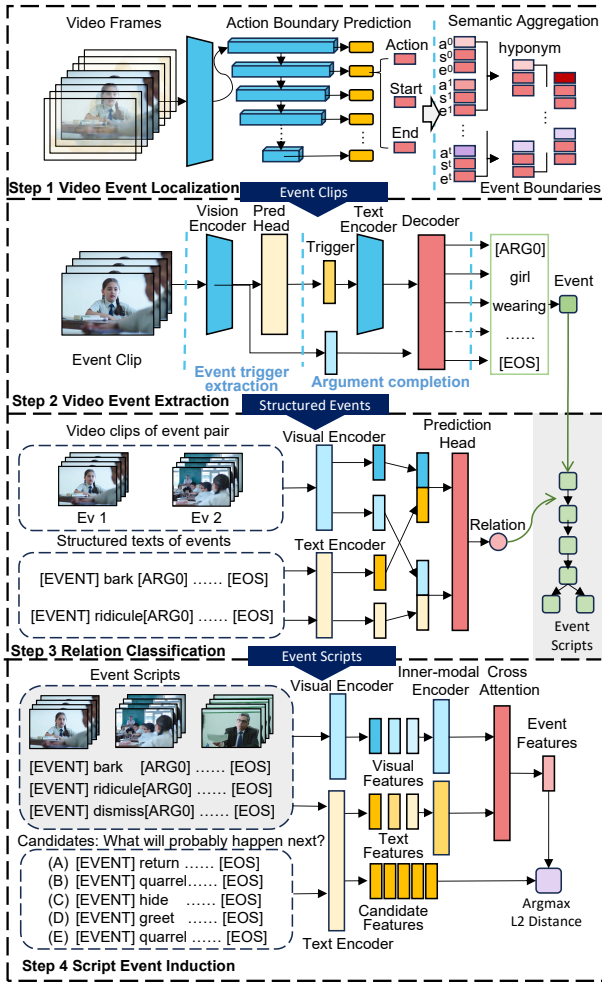 Video Frames
Action Boundary Prediction
Semantic Aggregation
Action
Start
End
a⁰
s⁰
e⁰
a¹
s¹
e¹
aᵗ
sᵗ
eᵗ
hyponym
Event Boundaries
Step 1 Video Event Localization
Event Clips
Vision Encoder
Pred Head
Trigger
Text Encoder
Decoder
[ARG0]
girl
wearing
......
[EOS]
Event
Event Clip
Event trigger extraction
Argument completion
Step 2 Video Event Extraction
Structured Events
Video clips of event pair
Ev 1
Ev 2
Visual Encoder
Prediction Head
Structured texts of events
[EVENT] bark [ARG0] ...... [EOS]
[EVENT] ridicule[ARG0] ...... [EOS]
Text Encoder
Relation
Event Scripts
Step 3 Relation Classification
Event Scripts
Event Scripts
Visual Encoder
Inner-modal Encoder
Cross Attention
[EVENT] bark [ARG0] ...... [EOS]
[EVENT] ridicule[ARG0] ...... [EOS]
[EVENT] dismiss[ARG0] ...... [EOS]
Visual Features
Event Features
Text Features
Candidates: What will probably happen next?
(A) [EVENT] return ...... [EOS]
(B) [EVENT] quarrel...... [EOS]
(C) [EVENT] hide ...... [EOS]
(D) [EVENT] greet ...... [EOS]
(E) [EVENT] quarrel ...... [EOS]
Candidate Features
Text Encoder
Argmax
L2 Distance
Step 4 Script Event Induction